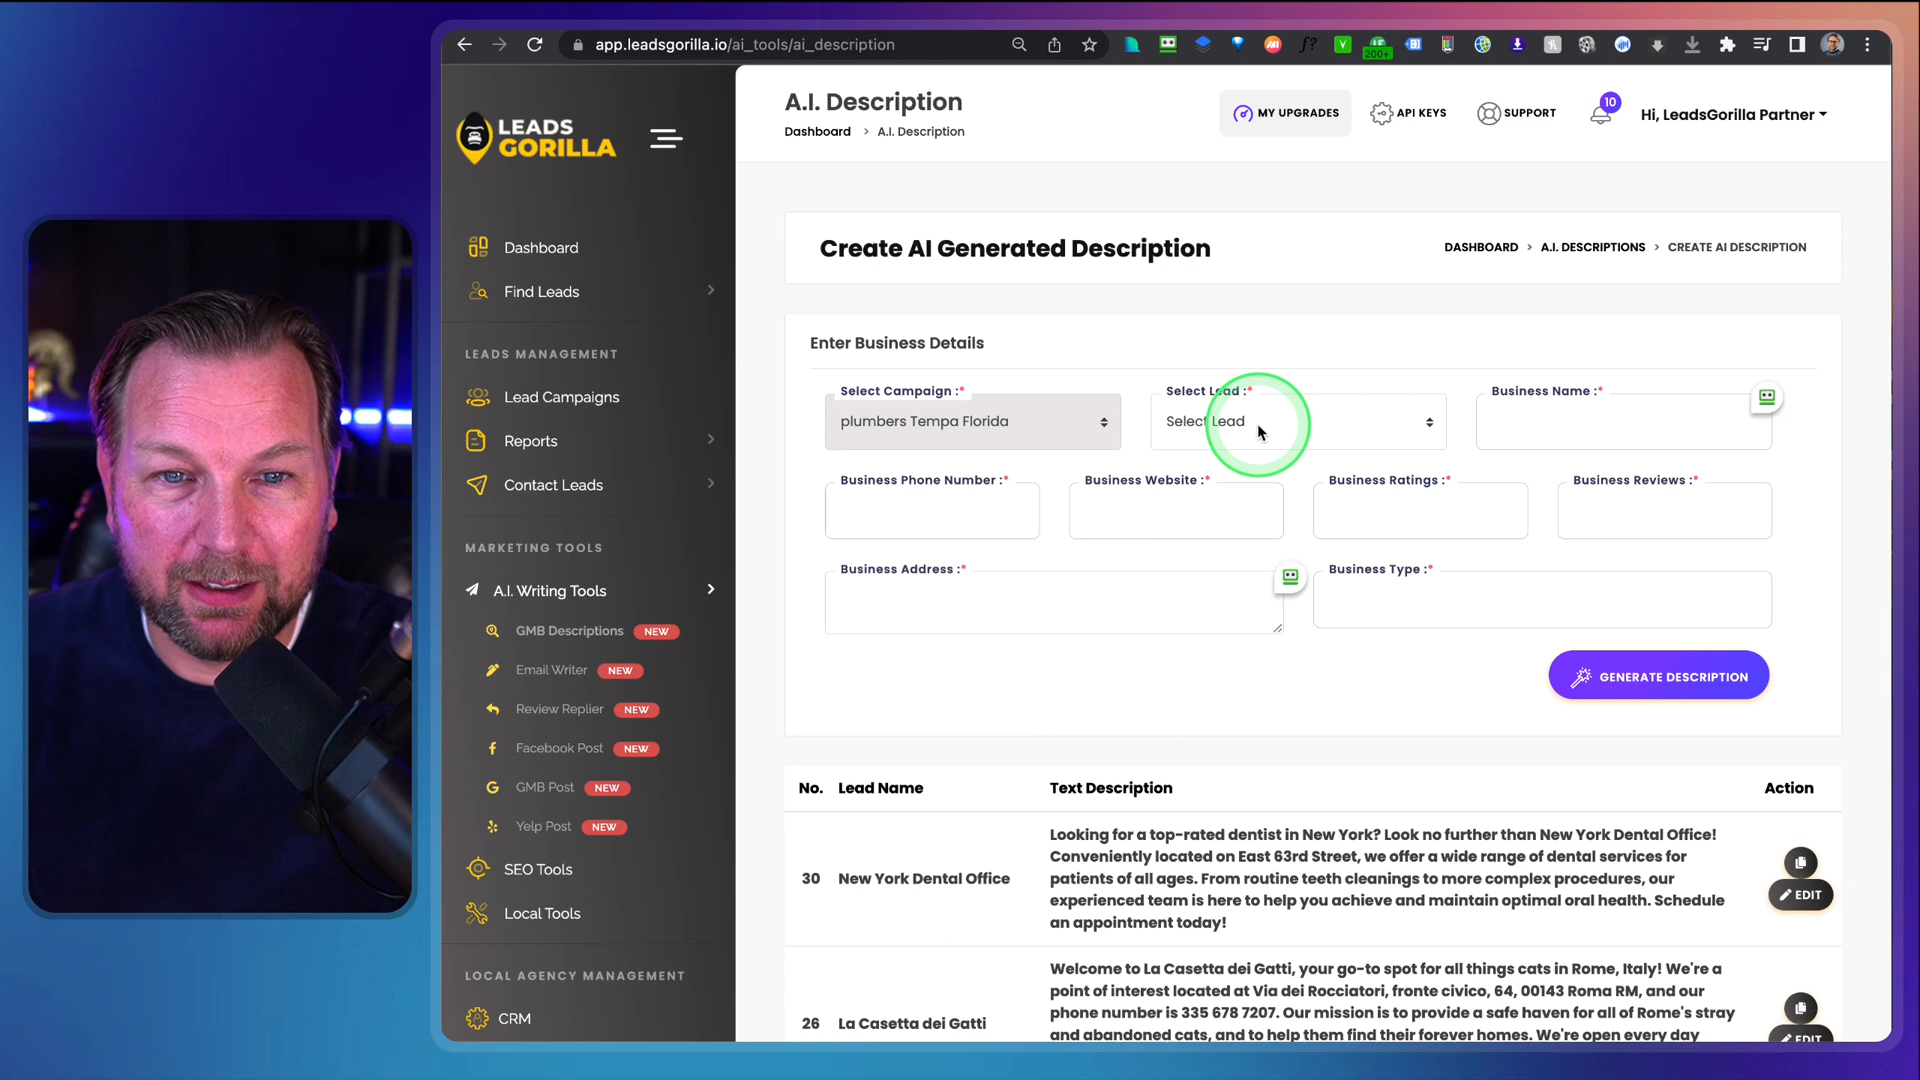 app.leadsgorilla.io/ai_tools/ai_description
200+
LEADS
GORILLA
A.I. Description
Dashboard > A.I. Description
MY UPGRADES
API KEYS
SUPPORT
10
Hi, LeadsGorilla Partner
Dashboard
Find Leads
LEADS MANAGEMENT
Lead Campaigns
Reports
Contact Leads
MARKETING TOOLS
A.I. Writing Tools
GMB Descriptions NEW
Email Writer NEW
Review Replier NEW
Facebook Post NEW
GMB Post NEW
Yelp Post NEW
SEO Tools
Local Tools
LOCAL AGENCY MANAGEMENT
CRM
Create AI Generated Description
DASHBOARD > A.I. DESCRIPTIONS > CREATE AI DESCRIPTION
Enter Business Details
Select Campaign :*
plumbers Tempa Florida
Select Lead :*
Select Lead
Business Name :*
Business Phone Number :*
Business Website :*
Business Ratings :*
Business Reviews :*
Business Address :*
Business Type :*
GENERATE DESCRIPTION
No. Lead Name Text Description Action
30 New York Dental Office
Looking for a top-rated dentist in New York? Look no further than New York Dental Office!
Conveniently located on East 63rd Street, we offer a wide range of dental services for
patients of all ages. From routine teeth cleanings to more complex procedures, our
experienced team is here to help you achieve and maintain optimal oral health. Schedule
an appointment today!
EDIT
26 La Casetta dei Gatti
Welcome to La Casetta dei Gatti, your go-to spot for all things cats in Rome, Italy! We're a
point of interest located at Via dei Rocciatori, fronte civico, 64, 00143 Roma RM, and our
phone number is 335 678 7207. Our mission is to provide a safe haven for all of Rome's stray
and abandoned cats, and to help them find their forever homes. We're open every day
EDIT